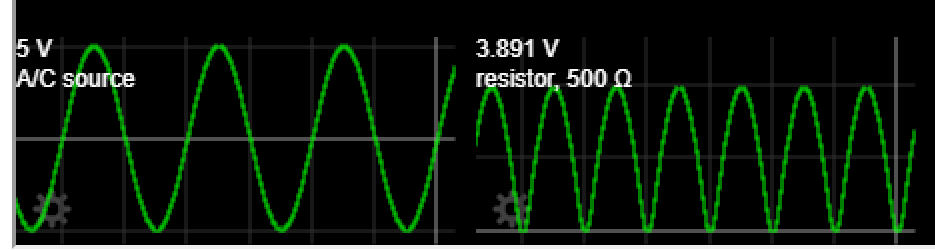 5 V
A/C source
3.891 V
resistor, 500 Ω